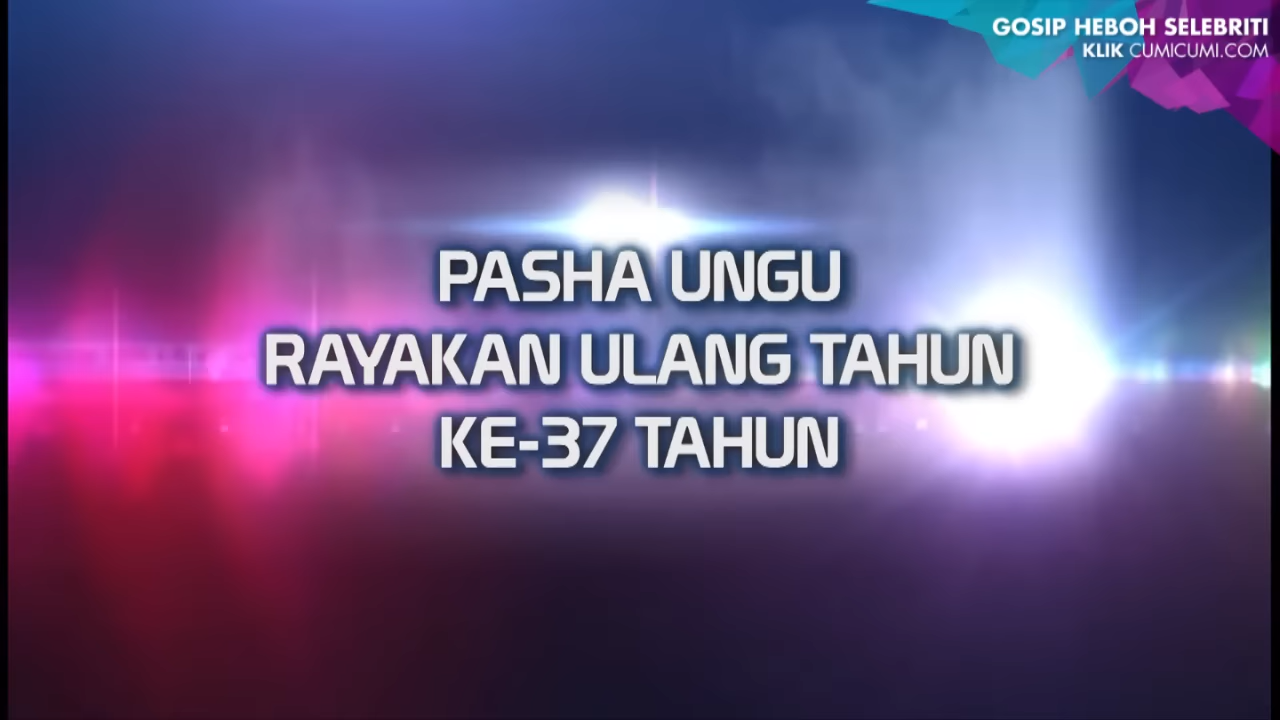 GOSIP HEBOH SELEBRITI
KLIK CUMICUMI.COM
PASHA UNGU
RAYAKAN ULANG TAHUN
KE-37 TAHUN